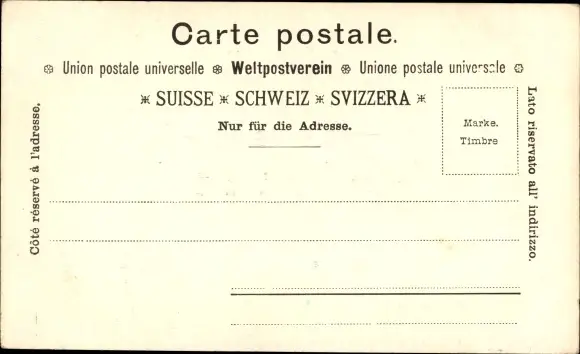 Carte postale.
Union postale universelle ❁ Weltpostverein ❁ Unione postale universale
SUISSE * SCHWEIZ * SVIZZERA
Nur für die Adresse.
Marke.
Timbre
Côté réservé à l'adresse.
Lato riservato all' indirizzo.